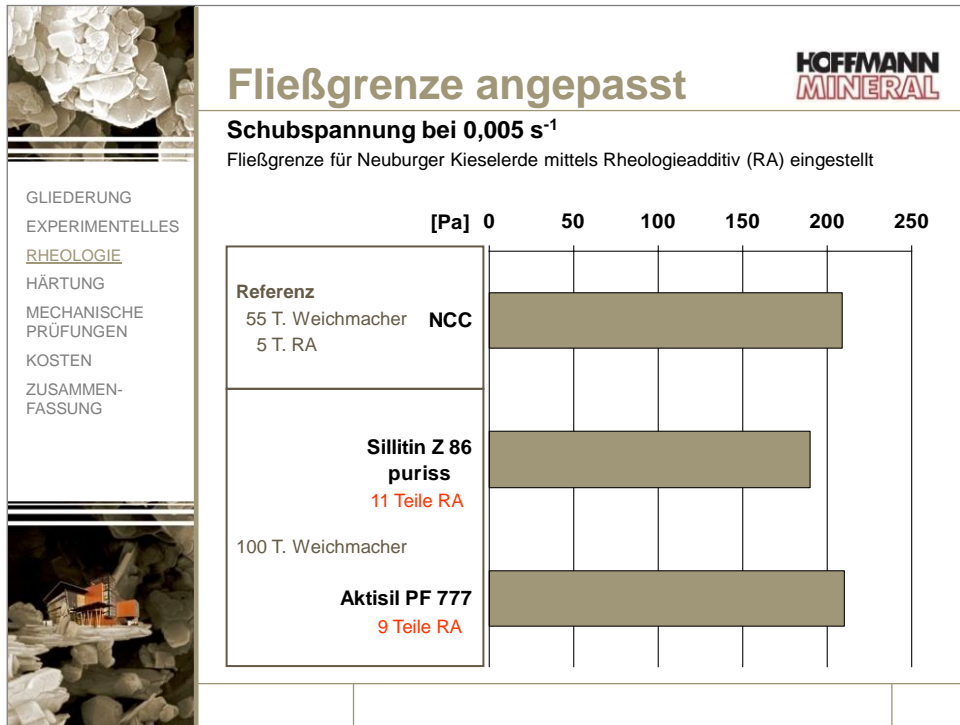 Fließgrenze angepasst
HOFFMANN
MINERAL
Schubspannung bei 0,005 s⁻¹
Fließgrenze für Neuburger Kieselerde mittels Rheologieadditiv (RA) eingestellt
GLIEDERUNG
EXPERIMENTELLES
RHEOLOGIE
HÄRTUNG
MECHANISCHE
PRÜFUNGEN
KOSTEN
ZUSAMMEN-
FASSUNG
[Pa] 0 50 100 150 200 250
Referenz
55 T. Weichmacher NCC
5 T. RA
Sillitin Z 86
puriss
11 Teile RA
100 T. Weichmacher
Aktisil PF 777
9 Teile RA